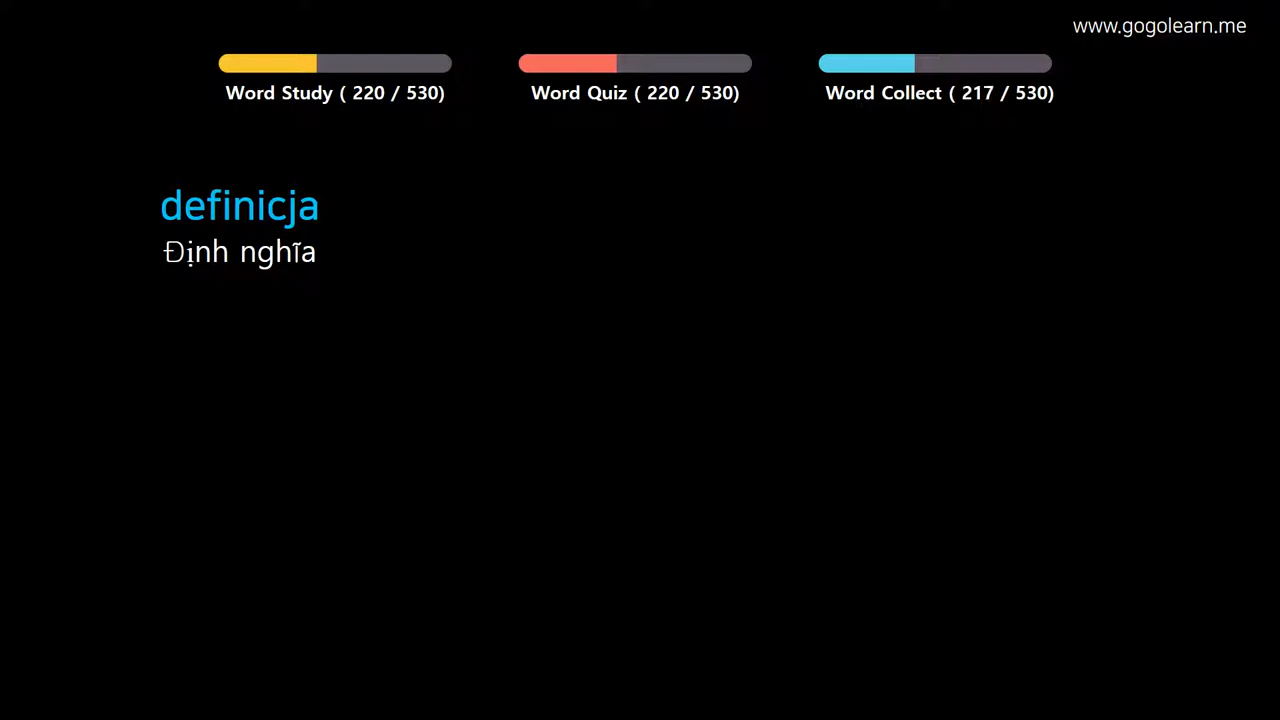 www.gogolearn.me
Word Study ( 220 / 530)
Word Quiz ( 220 / 530)
Word Collect ( 217 / 530)
definicja
Định nghĩa